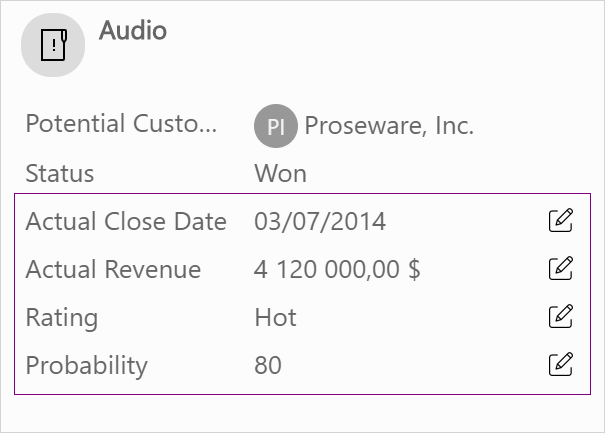 Audio
Potential Custo... PI Proseware, Inc.
Status Won
Actual Close Date 03/07/2014
Actual Revenue 4 120 000,00 $
Rating Hot
Probability 80